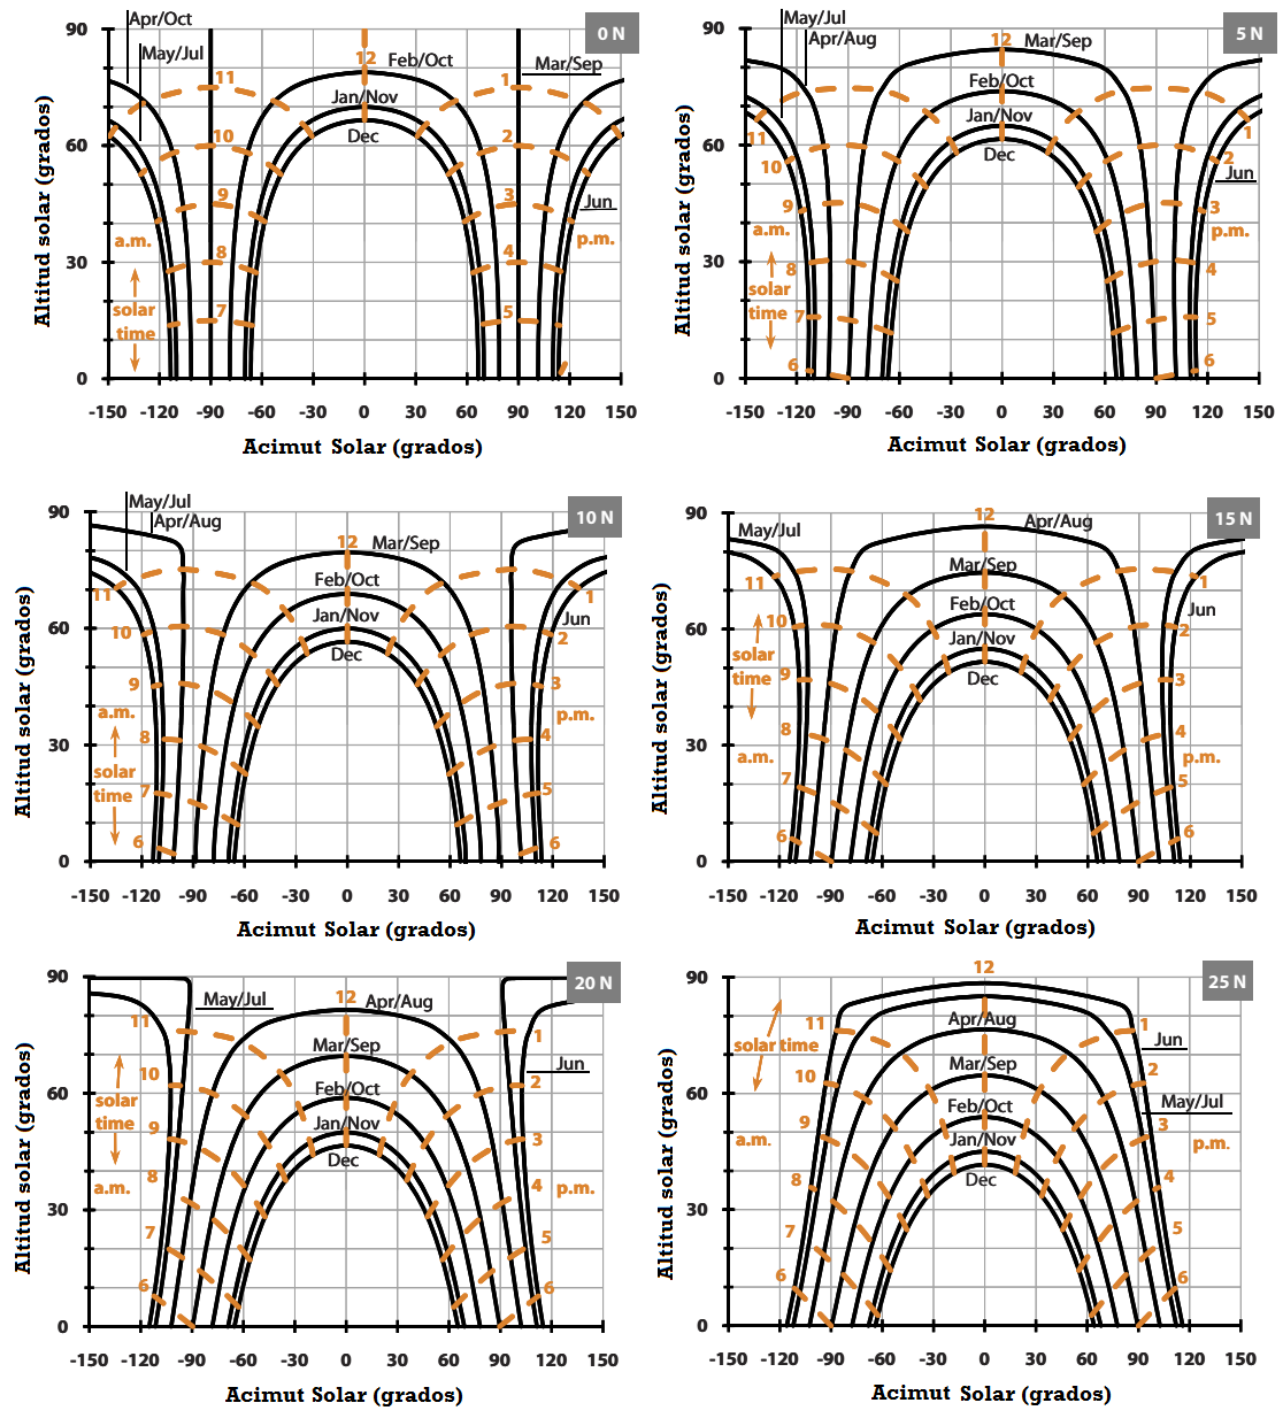 Apr/Oct
May/Jul
0 N
12
Feb/Oct
Mar/Sep
11
1
Jan/Nov
Dec
10
2
9
3
Jun
a.m.
p.m.
8
4
solar
time
7
5
90
60
30
0
-150 -120 -90 -60 -30 0 30 60 90 120 150
Altitud solar (grados)
Acimut Solar (grados)
May/Jul
Apr/Aug
5 N
12
Mar/Sep
Feb/Oct
Jan/Nov
Dec
11
1
10
2
Jun
9
3
a.m.
p.m.
8
4
solar
time
7
5
6
6
90
60
30
0
-150 -120 -90 -60 -30 0 30 60 90 120 150
Altitud solar (grados)
Acimut Solar (grados)
May/Jul
Apr/Aug
10 N
12
Mar/Sep
Feb/Oct
11
1
Jan/Nov
Jun
10
2
Dec
9
3
a.m.
p.m.
8
4
solar
time
7
5
6
6
90
60
30
0
-150 -120 -90 -60 -30 0 30 60 90 120 150
Altitud solar (grados)
Acimut Solar (grados)
May/Jul
12
Apr/Aug
15 N
Mar/Sep
11
1
Feb/Oct
Jun
10
2
Jan/Nov
solar
time
9
3
Dec
8
4
a.m.
p.m.
7
5
6
6
90
60
30
0
-150 -120 -90 -60 -30 0 30 60 90 120 150
Altitud solar (grados)
Acimut Solar (grados)
May/Jul
12
Apr/Aug
20 N
11
1
Mar/Sep
Jun
10
2
Feb/Oct
solar
time
9
3
Jan/Nov
Dec
8
4
a.m.
p.m.
7
5
6
6
90
60
30
0
-150 -120 -90 -60 -30 0 30 60 90 120 150
Altitud solar (grados)
Acimut Solar (grados)
12
25 N
Apr/Aug
11
1
solar time
Jun
Mar/Sep
10
2
Feb/Oct
May/Jul
9
3
a.m.
p.m.
Jan/Nov
Dec
8
4
7
5
6
6
90
60
30
0
-150 -120 -90 -60 -30 0 30 60 90 120 150
Altitud solar (grados)
Acimut Solar (grados)